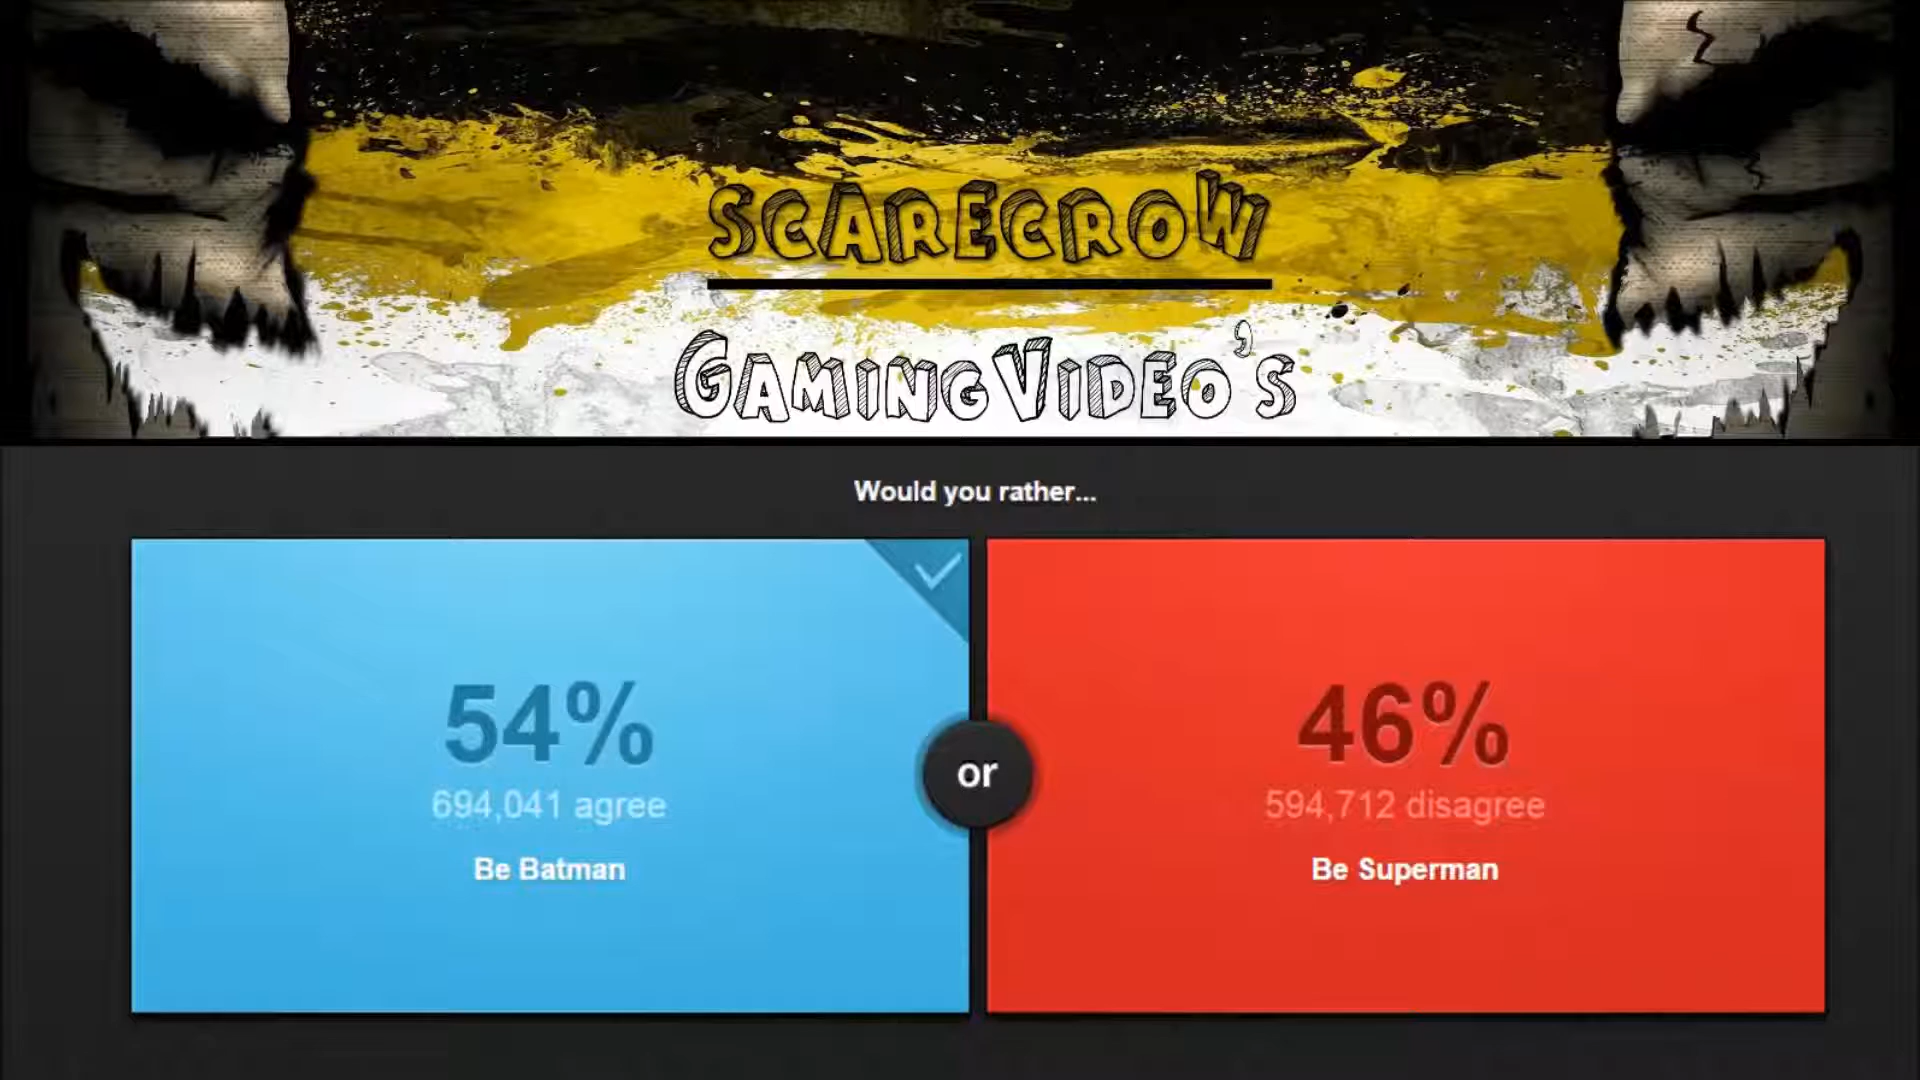 SCARECROW
GAMINGVIDEO'S
Would you rather...
54%
694,041 agree
Be Batman
or
46%
594,712 disagree
Be Superman